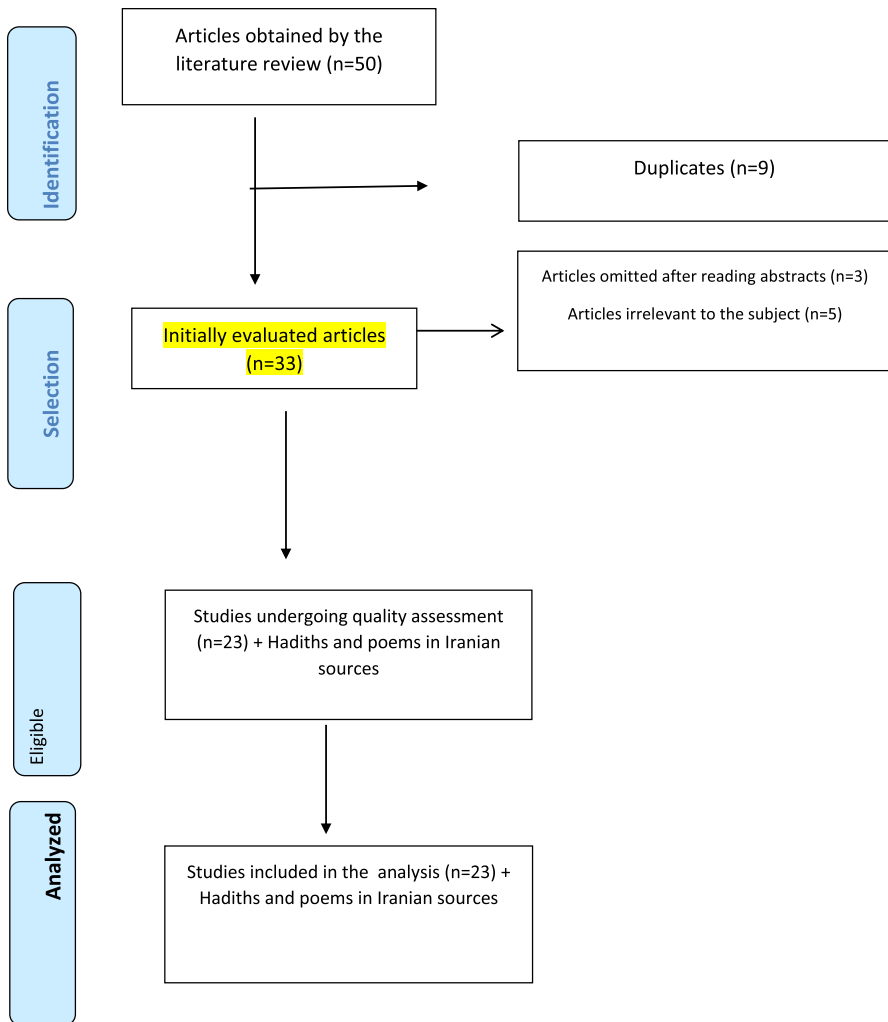 Identification
Articles obtained by the
literature review (n=50)
Duplicates (n=9)
Selection
Initially evaluated articles
(n=33)
Articles omitted after reading abstracts (n=3)
Articles irrelevant to the subject (n=5)
Eligible
Studies undergoing quality assessment
(n=23) + Hadiths and poems in Iranian
sources
Analyzed
Studies included in the analysis (n=23) +
Hadiths and poems in Iranian sources